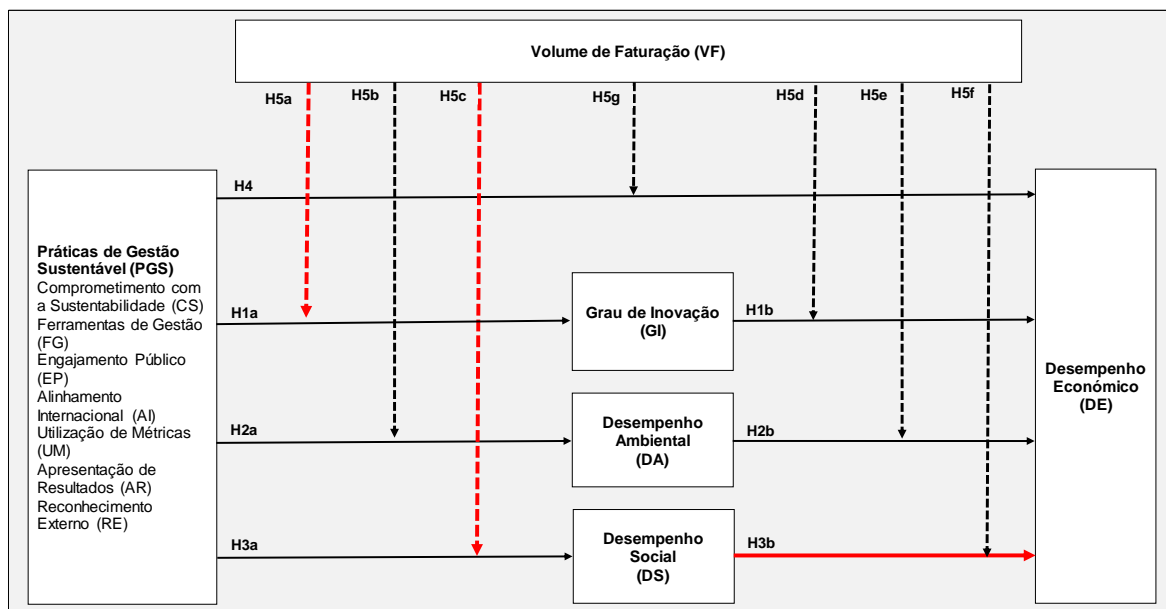 Volume de Faturação (VF)
H5a
H5b
H5c
H5g
H5d
H5e
H5f
H4
Práticas de Gestão
Sustentável (PGS)
Comprometimento com
a Sustentabilidade (CS)
Ferramentas de Gestão
(FG)
Engajamento Público
(EP)
Alinhamento
Internacional (AI)
Utilização de Métricas
(UM)
Apresentação de
Resultados (AR)
Reconhecimento
Externo (RE)
H1a
Grau de Inovação
(GI)
H1b
H2a
Desempenho
Ambiental
(DA)
H2b
H3a
Desempenho
Social
(DS)
H3b
Desempenho
Económico
(DE)